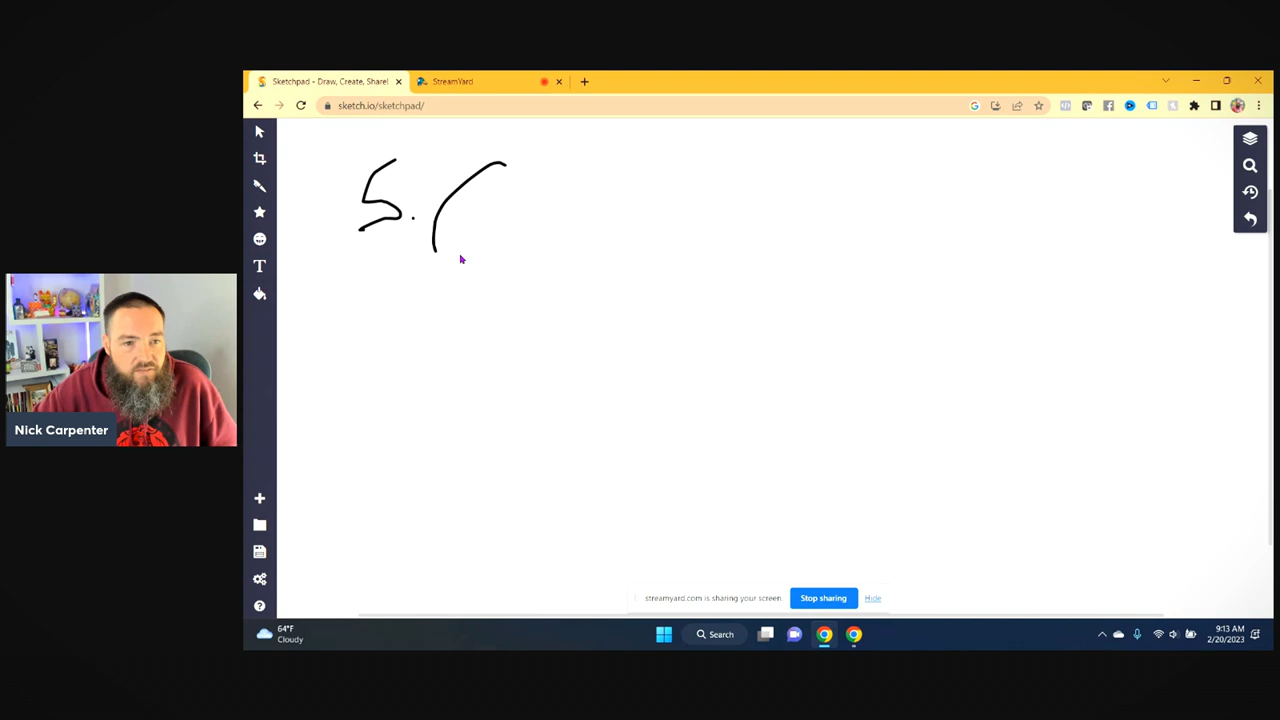 Sketchpad - Draw, Create, Share!
StreamYard
sketch.io/sketchpad/
5. (
T
Nick Carpenter
streamyard.com is sharing your screen.
Stop sharing
Hide
64°F
Cloudy
Search
9:13 AM
2/20/2023